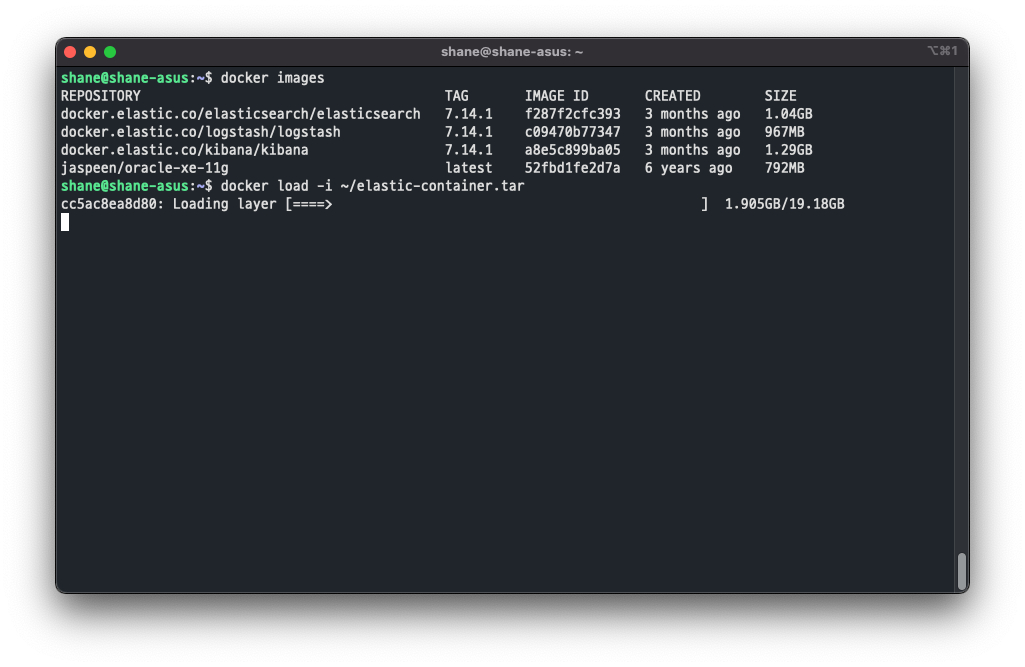 shane@shane-asus: ~
⌥⌘1
shane@shane-asus:~$ docker images
REPOSITORY TAG IMAGE ID CREATED SIZE
docker.elastic.co/elasticsearch/elasticsearch 7.14.1 f287f2cfc393 3 months ago 1.04GB
docker.elastic.co/logstash/logstash 7.14.1 c09470b77347 3 months ago 967MB
docker.elastic.co/kibana/kibana 7.14.1 a8e5c899ba05 3 months ago 1.29GB
jaspeen/oracle-xe-11g latest 52fbd1fe2d7a 6 years ago 792MB
shane@shane-asus:~$ docker load -i ~/elastic-container.tar
cc5ac8ea8d80: Loading layer [====> ] 1.905GB/19.18GB